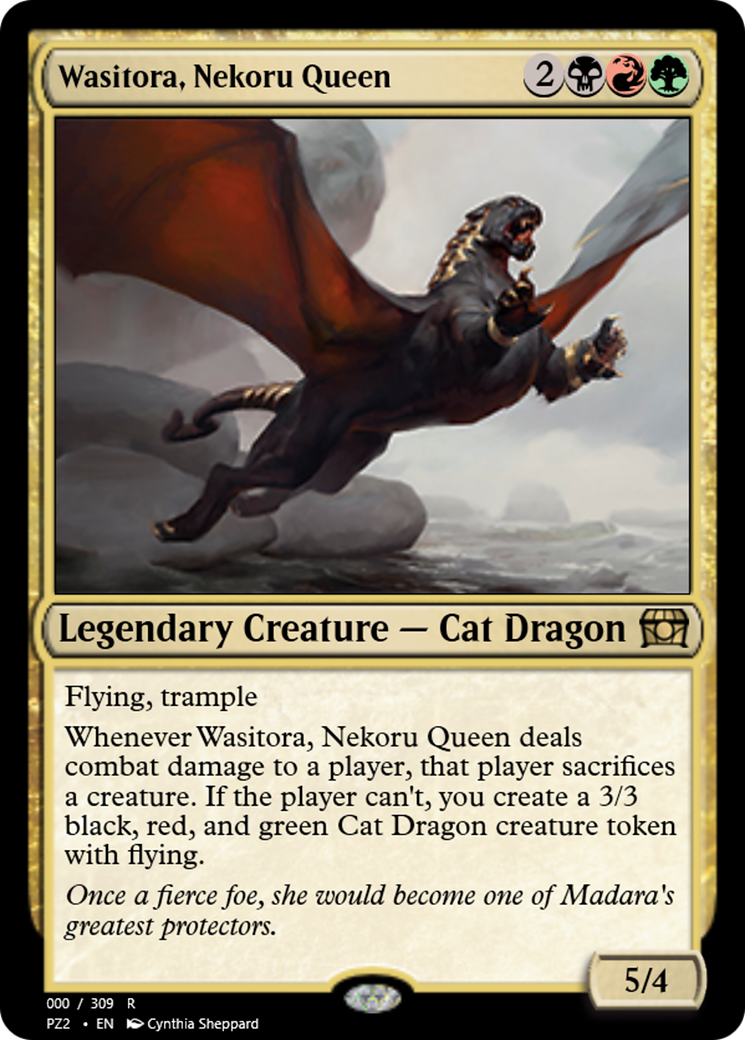 Wasitora, Nekoru Queen 2
Legendary Creature — Cat Dragon
Flying, trample
Whenever Wasitora, Nekoru Queen deals
combat damage to a player, that player sacrifices
a creature. If the player can't, you create a 3/3
black, red, and green Cat Dragon creature token
with flying.
Once a fierce foe, she would become one of Madara's
greatest protectors.
5/4
000 / 309 R
PZ2 • EN Cynthia Sheppard